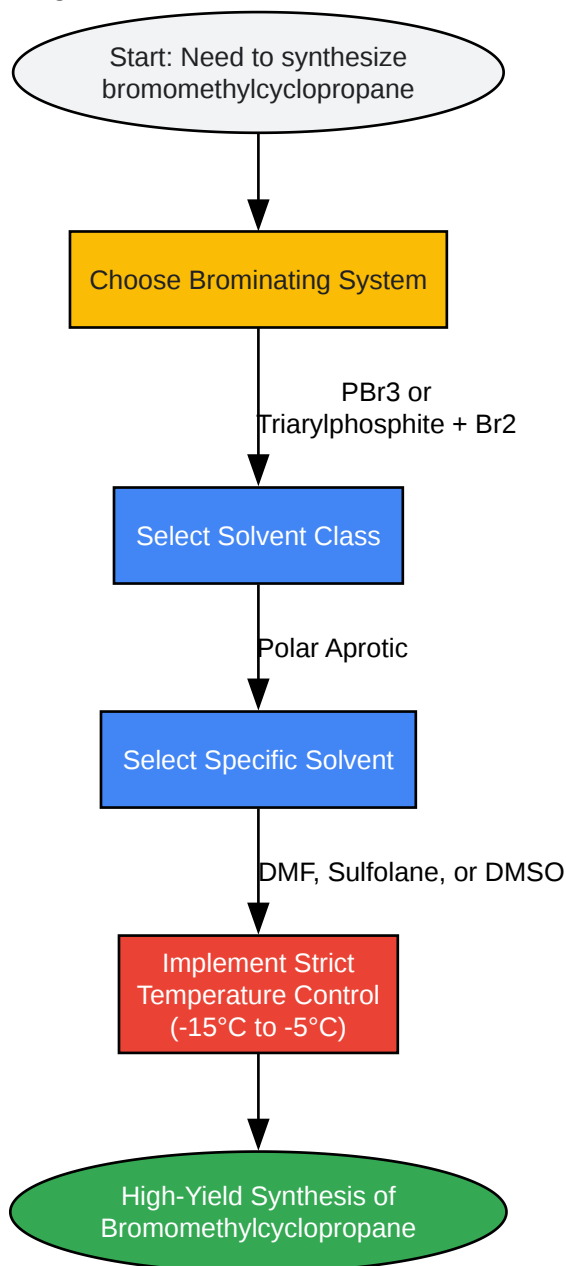 Start: Need to synthesize
bromomethylcyclopropane
Choose Brominating System
PBr3 or
Triarylphosphite + Br2
Select Solvent Class
Polar Aprotic
Select Specific Solvent
DMF, Sulfolane, or DMSO
Implement Strict
Temperature Control
(-15°C to -5°C)
High-Yield Synthesis of
Bromomethylcyclopropane